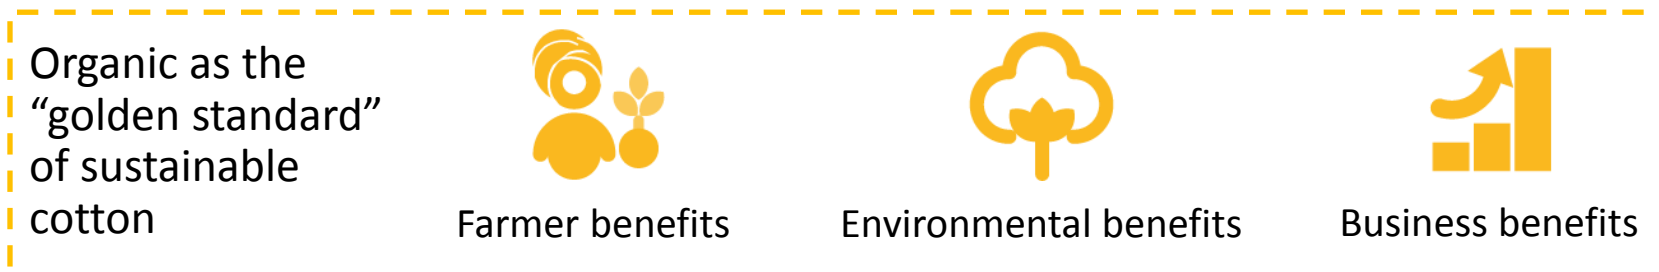 Organic as the
“golden standard”
of sustainable
cotton
Farmer benefits
Environmental benefits
Business benefits